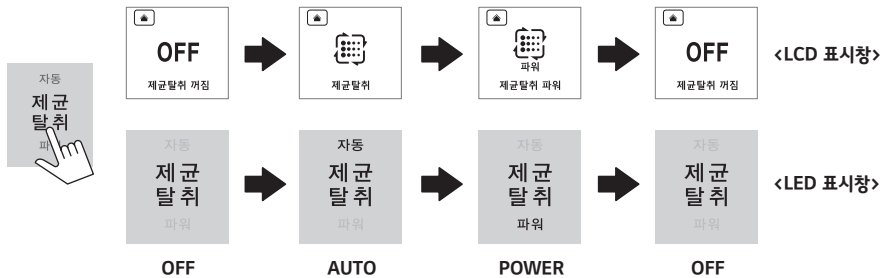 자동
제균
탈취
파
OFF
제균탈취 꺼짐
제균탈취
파워
제균탈취 파워
OFF
제균탈취 꺼짐
<LCD 표시창>
자동
제균
탈취
파워
자동
제균
탈취
파워
자동
제균
탈취
파워
자동
제균
탈취
파워
<LED 표시창>
OFF
AUTO
POWER
OFF